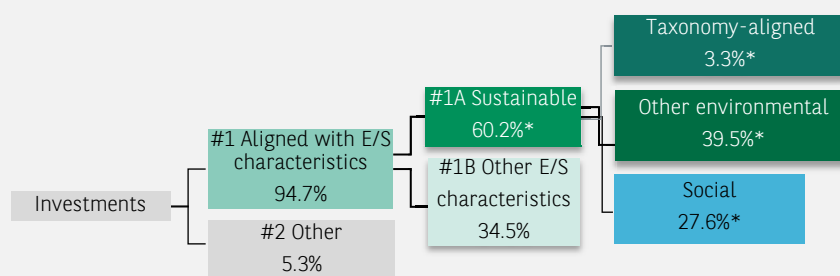 Investments
#1 Aligned with E/S
characteristics
94.7%
#2 Other
5.3%
#1A Sustainable
60.2%*
#1B Other E/S
characteristics
34.5%
Taxonomy-aligned
3.3%*
Other environmental
39.5%*
Social
27.6%*